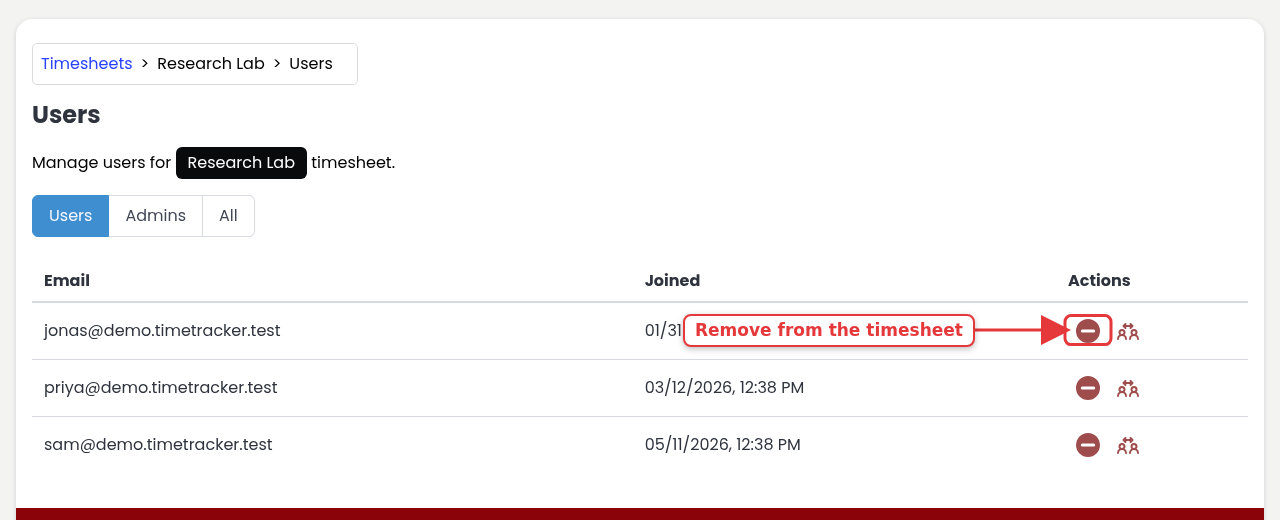 Timesheets > Research Lab > Users
Users
Manage users for Research Lab timesheet.
Users Admins All
Email Joined Actions
jonas@demo.timetracker.test 01/31 Remove from the timesheet
priya@demo.timetracker.test 03/12/2026, 12:38 PM
sam@demo.timetracker.test 05/11/2026, 12:38 PM